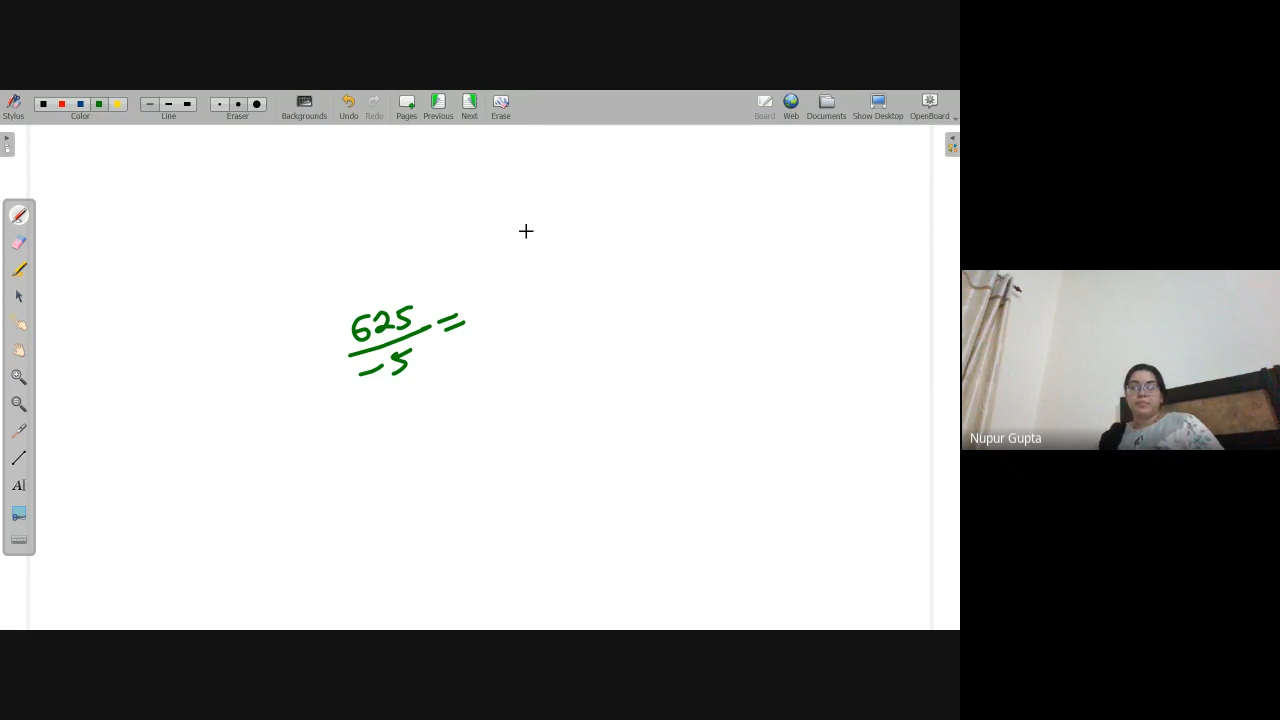 Stylus Color Line Eraser Backgrounds Undo Redo Pages Previous Next Erase Board Web Documents Show Desktop OpenBoard
625
— =
-5
AI
Nupur Gupta